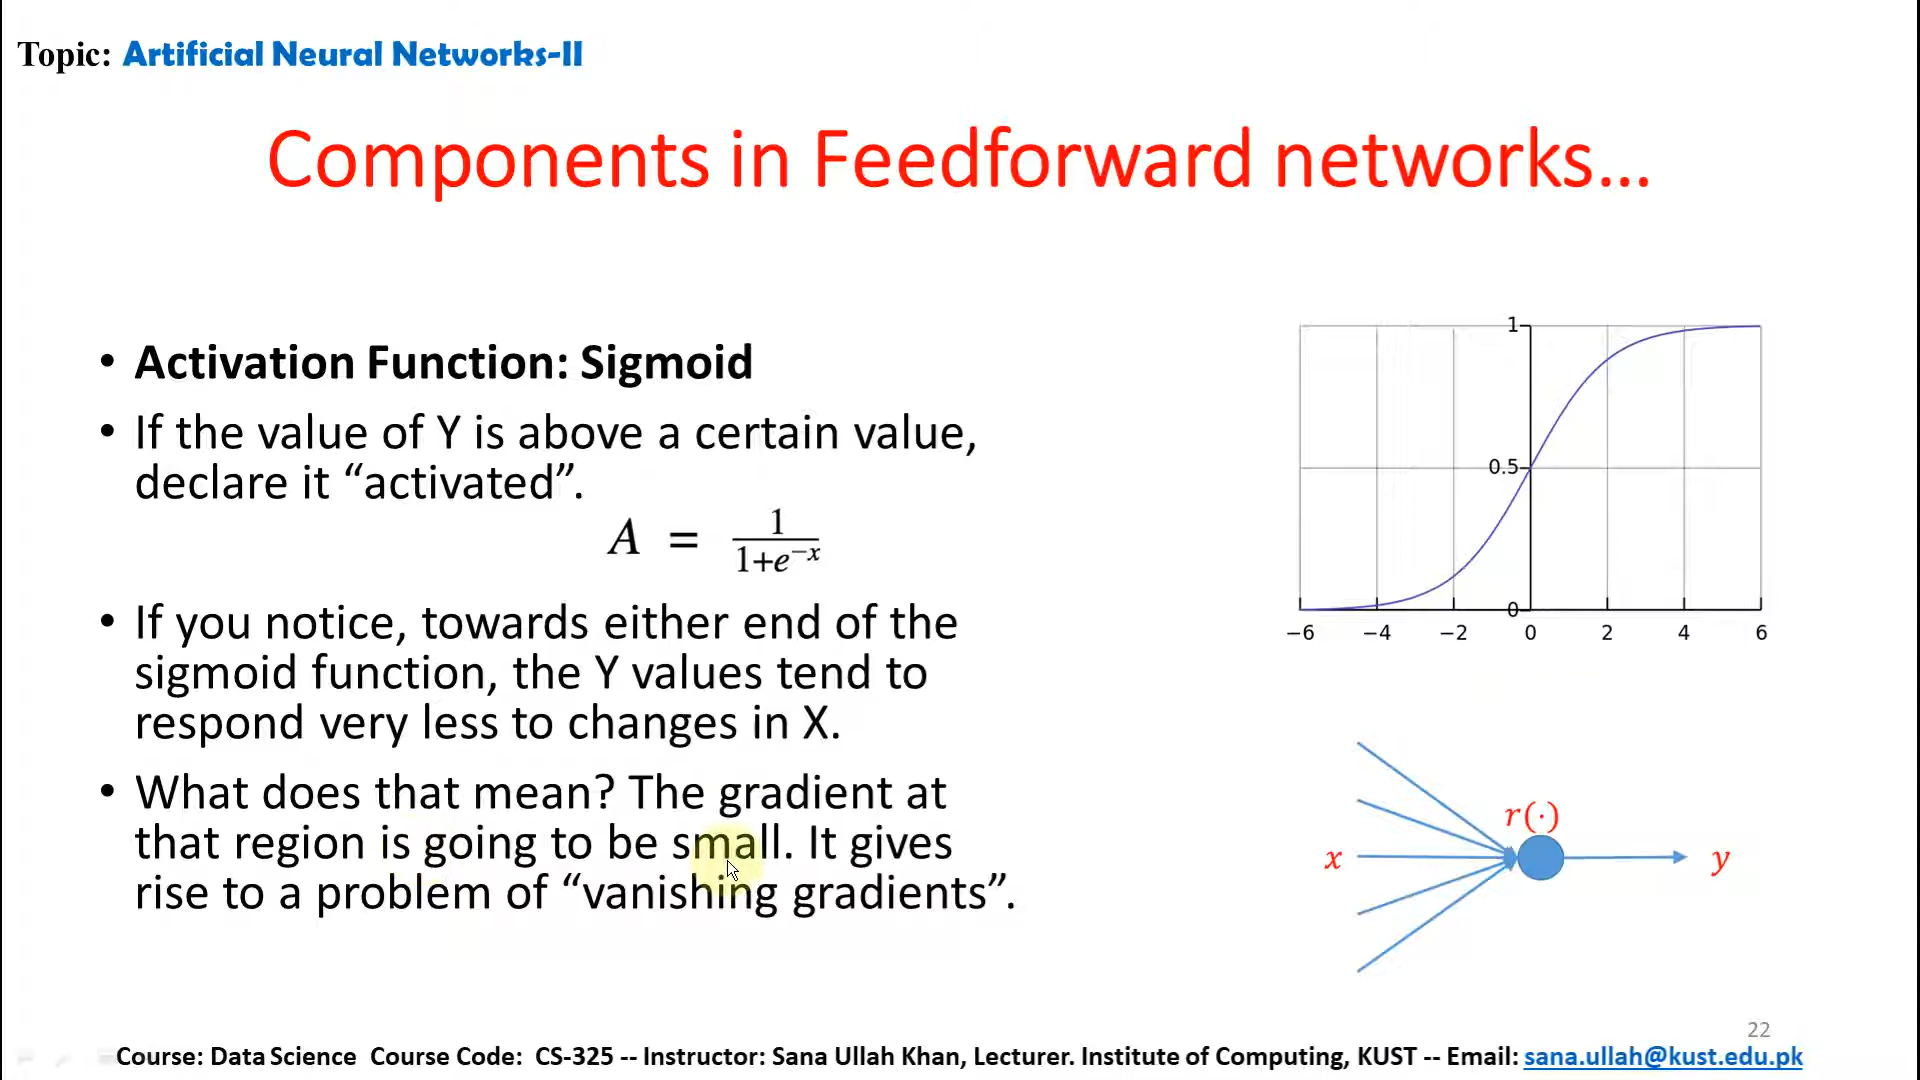 Topic: Artificial Neural Networks-II
Components in Feedforward networks...
• Activation Function: Sigmoid
• If the value of Y is above a certain value,
declare it “activated”.
A = 1/(1+e^−x)
• If you notice, towards either end of the
sigmoid function, the Y values tend to
respond very less to changes in X.
• What does that mean? The gradient at
that region is going to be small. It gives
rise to a problem of “vanishing gradients”.
1
0.5
0
−6 −4 −2 0 2 4 6
r(·)
x
y
22
Course: Data Science Course Code: CS-325 -- Instructor: Sana Ullah Khan, Lecturer. Institute of Computing, KUST -- Email: sana.ullah@kust.edu.pk